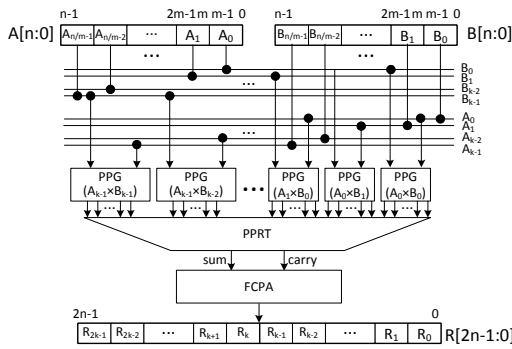 n-1 2m-1 m m-1 0 n-1 2m-1 m m-1 0
A[n:0] A_{n/m-1} A_{n/m-2} ... A_1 A_0 B_{n/m-1} B_{n/m-2} ... B_1 B_0 B[n:0]
... ...
B_0
B_1
...
B_{k-2}
B_{k-1}
A_0
A_1
...
A_{k-2}
A_{k-1}
PPG PPG PPG PPG PPG
(A_{k-1}×B_{k-1}) (A_{k-1}×B_{k-2}) ... (A_1×B_0) (A_0×B_1) (A_0×B_0)
... ... ... ... ...
PPRT
sum carry
FCPA
2n-1 0
R_{2k-1} R_{2k-2} ... R_{k+1} R_k R_{k-1} R_{k-2} ... R_1 R_0 R[2n-1:0]